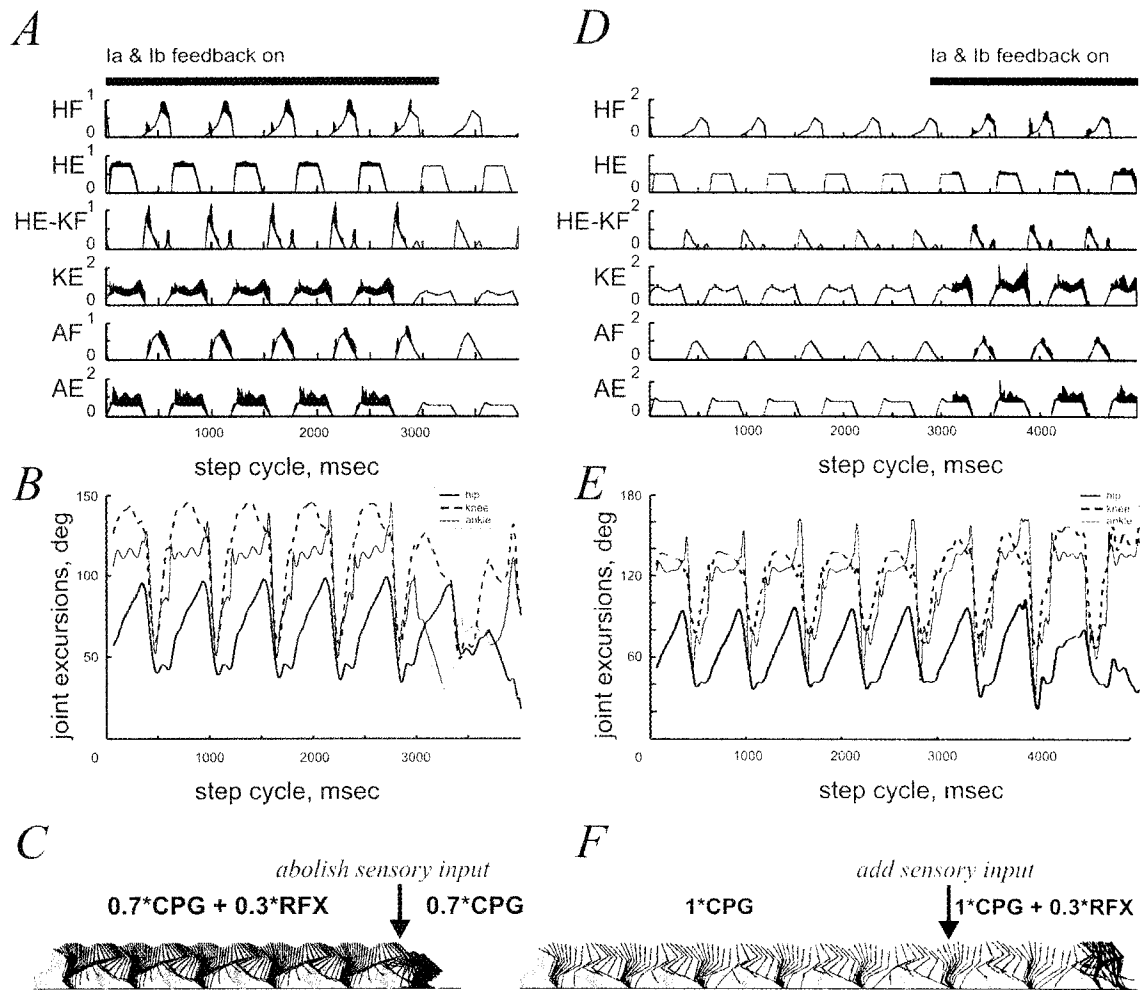 A
Ia & Ib feedback on
HF 1
0
HE 1
0
HE-KF 1
0
KE 2
0
AF 1
0
AE 2
0
1000 2000 3000
step cycle, msec
D
Ia & Ib feedback on
HF 2
0
HE 2
0
HE-KF 2
0
KE 2
0
AF 2
0
AE 2
0
1000 2000 3000 4000
step cycle, msec
B
joint excursions, deg
150
100
50
hip
knee
ankle
0 1000 2000 3000
step cycle, msec
E
joint excursions, deg
180
120
60
hip
knee
ankle
0 1000 2000 3000 4000
step cycle, msec
C
abolish sensory input
0.7*CPG + 0.3*RFX 0.7*CPG
F
add sensory input
1*CPG 1*CPG + 0.3*RFX